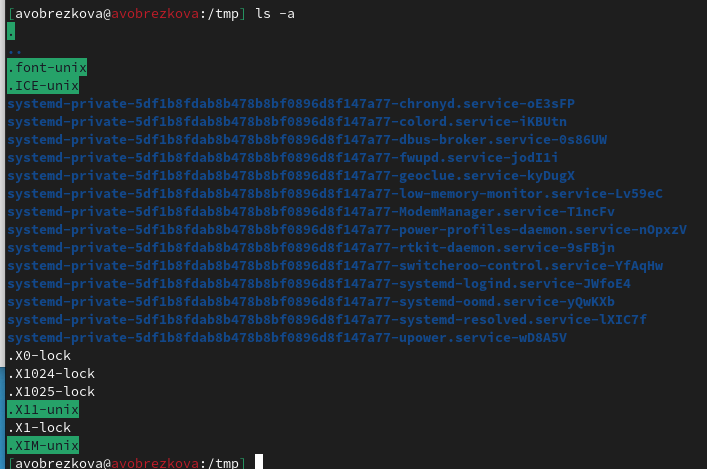 [avobrezkova@avobrezkova:/tmp] ls -a
.
..
.font-unix
.ICE-unix
systemd-private-5df1b8fdab8b478b8bf0896d8f147a77-chronyd.service-oE3sFP
systemd-private-5df1b8fdab8b478b8bf0896d8f147a77-colord.service-iKBUtn
systemd-private-5df1b8fdab8b478b8bf0896d8f147a77-dbus-broker.service-0s86UW
systemd-private-5df1b8fdab8b478b8bf0896d8f147a77-fwupd.service-jodI1i
systemd-private-5df1b8fdab8b478b8bf0896d8f147a77-geoclue.service-kyDugX
systemd-private-5df1b8fdab8b478b8bf0896d8f147a77-low-memory-monitor.service-Lv59eC
systemd-private-5df1b8fdab8b478b8bf0896d8f147a77-ModemManager.service-T1ncFv
systemd-private-5df1b8fdab8b478b8bf0896d8f147a77-power-profiles-daemon.service-nOpxzV
systemd-private-5df1b8fdab8b478b8bf0896d8f147a77-rtkit-daemon.service-9sFBjn
systemd-private-5df1b8fdab8b478b8bf0896d8f147a77-switcheroo-control.service-YfAqHw
systemd-private-5df1b8fdab8b478b8bf0896d8f147a77-systemd-logind.service-JWfoE4
systemd-private-5df1b8fdab8b478b8bf0896d8f147a77-systemd-oomd.service-yQwKXb
systemd-private-5df1b8fdab8b478b8bf0896d8f147a77-systemd-resolved.service-lXIC7f
systemd-private-5df1b8fdab8b478b8bf0896d8f147a77-upower.service-wD8A5V
.X0-lock
.X1024-lock
.X1025-lock
.X11-unix
.X1-lock
.XIM-unix
[avobrezkova@avobrezkova:/tmp]